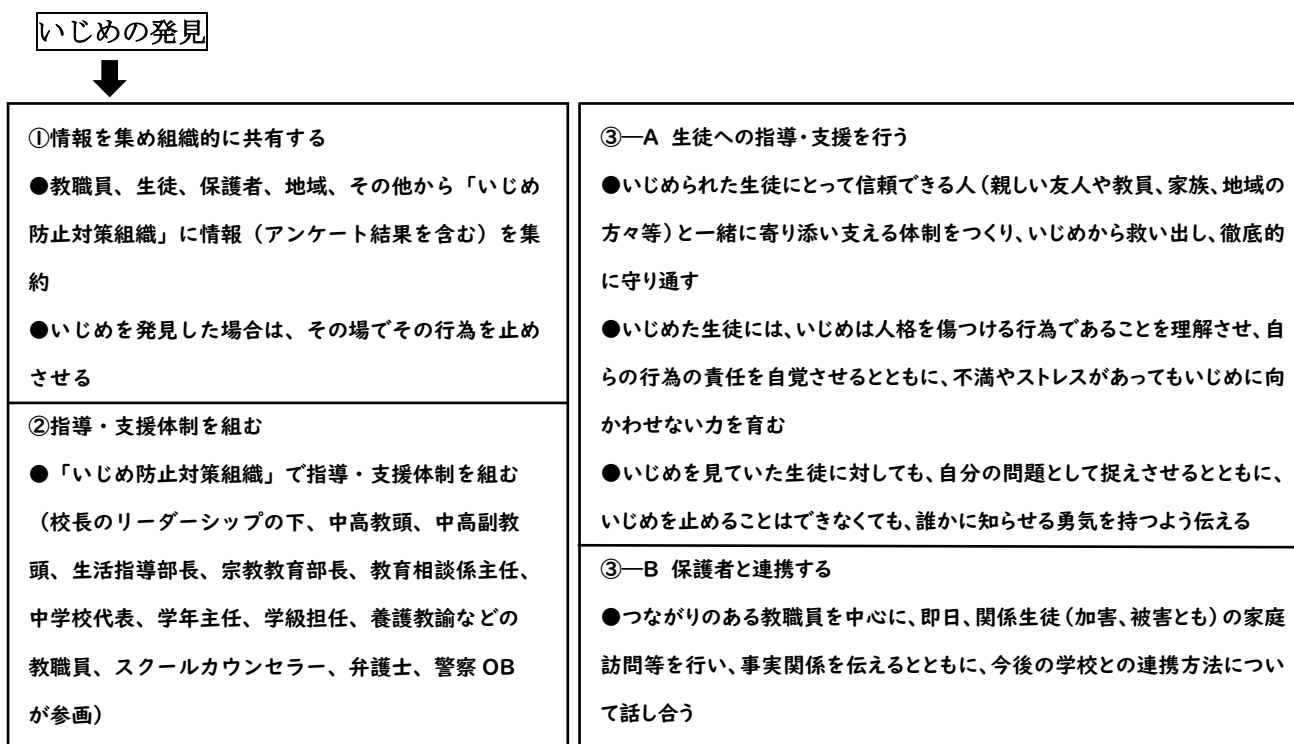 いじめの発見
①情報を集め組織的に共有する
●教職員、生徒、保護者、地域、その他から「いじめ
防止対策組織」に情報（アンケート結果を含む）を集
約
●いじめを発見した場合は、その場でその行為を止め
させる
②指導・支援体制を組む
●「いじめ防止対策組織」で指導・支援体制を組む
（校長のリーダーシップの下、中高教頭、中高副教
頭、生活指導部長、宗教教育部長、教育相談係主任、
中学校代表、学年主任、学級担任、養護教諭などの
教職員、スクールカウンセラー、弁護士、警察 OB
が参画）
③―A 生徒への指導・支援を行う
●いじめられた生徒にとって信頼できる人（親しい友人や教員、家族、地域の
方々等）と一緒に寄り添い支える体制をつくり、いじめから救い出し、徹底的
に守り通す
●いじめた生徒には、いじめは人格を傷つける行為であることを理解させ、自
らの行為の責任を自覚させるとともに、不満やストレスがあってもいじめに向
かわせない力を育む
●いじめを見ていた生徒に対しても、自分の問題として捉えさせるとともに、
いじめを止めることはできなくても、誰かに知らせる勇気を持つよう伝える
③―B 保護者と連携する
●つながりのある教職員を中心に、即日、関係生徒（加害、被害とも）の家庭
訪問等を行い、事実関係を伝えるとともに、今後の学校との連携方法につい
て話し合う